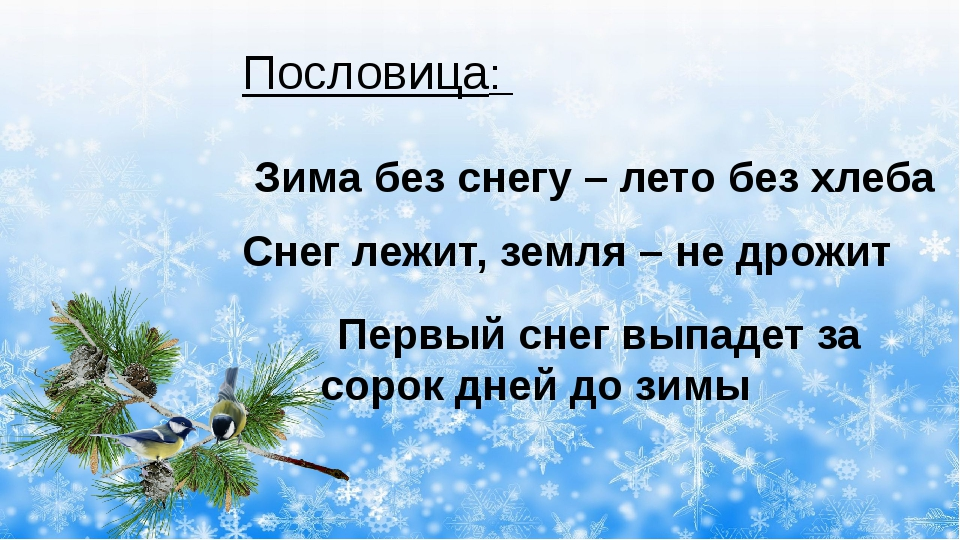 Пословица:
Зима без снегу – лето без хлеба
Снег лежит, земля – не дрожит
Первый снег выпадет за
сорок дней до зимы